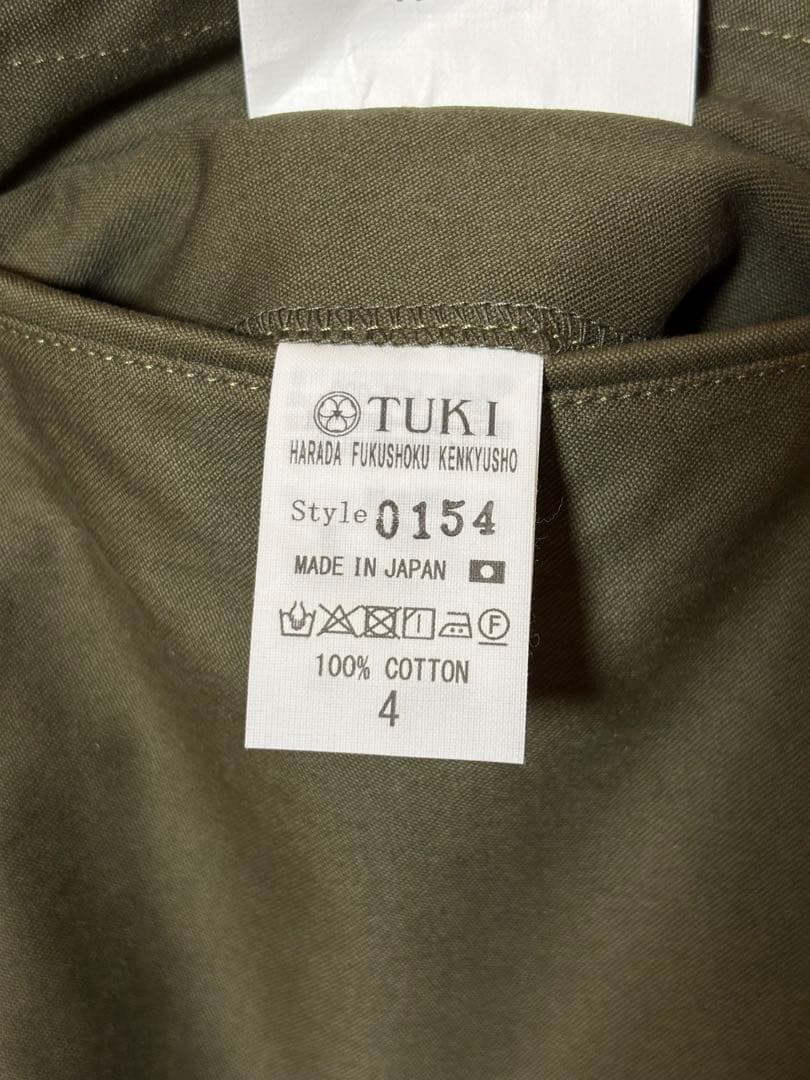 TUKI
HARADA FUKUSHOKU KENKYUSHO
Style 0154
MADE IN JAPAN
F
100% COTTON
4